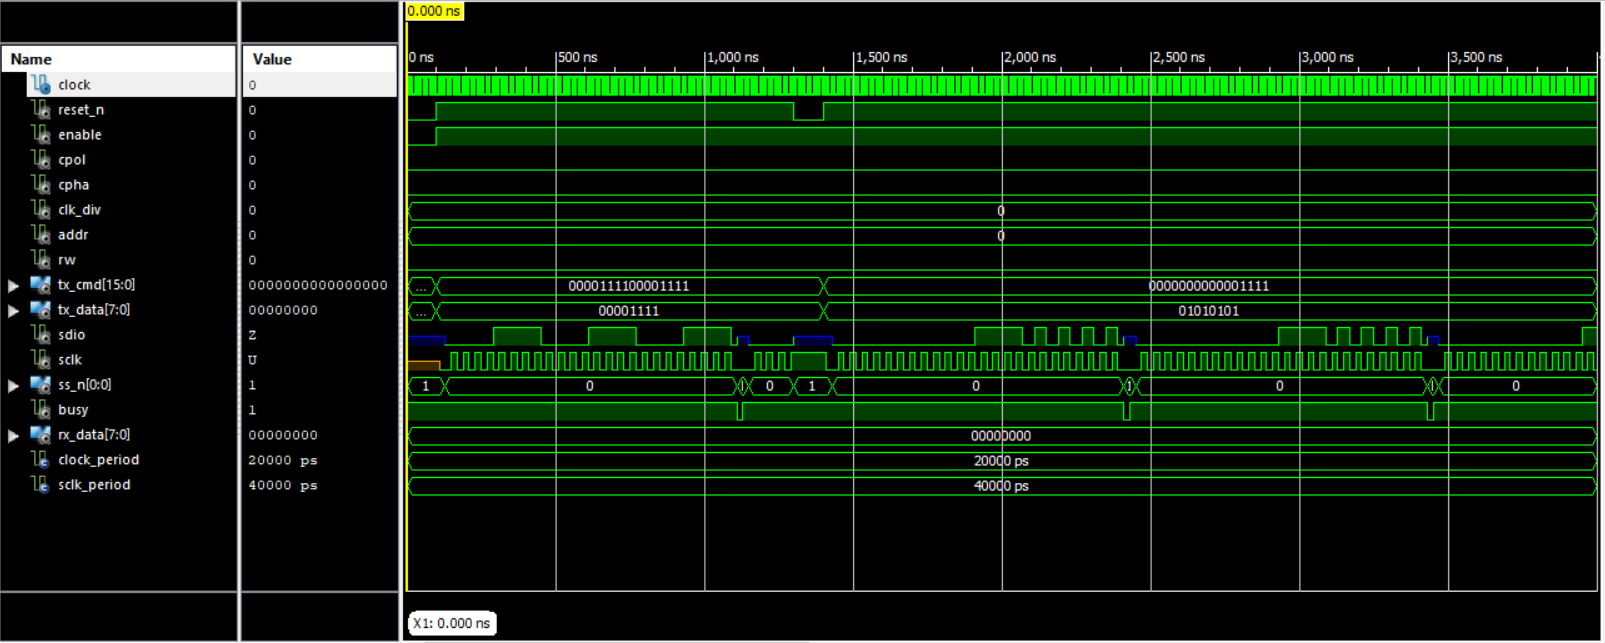 0.000 ns
Name Value 0 ns 500 ns 1,000 ns 1,500 ns 2,000 ns 2,500 ns 3,000 ns 3,500 ns
clock 0
reset_n 0
enable 0
cpol 0
cpha 0
clk_div 0 0
addr 0 0
rw 0
tx_cmd[15:0] 0000000000000000 ... 0000111100001111 0000000000001111
tx_data[7:0] 00000000 ... 00001111 01010101
sdio Z
sclk U
ss_n[0:0] 1 1 0 0 1 0 0 0
busy 1
rx_data[7:0] 00000000 00000000
clock_period 20000 ps 20000 ps
sclk_period 40000 ps 40000 ps
X1: 0.000 ns